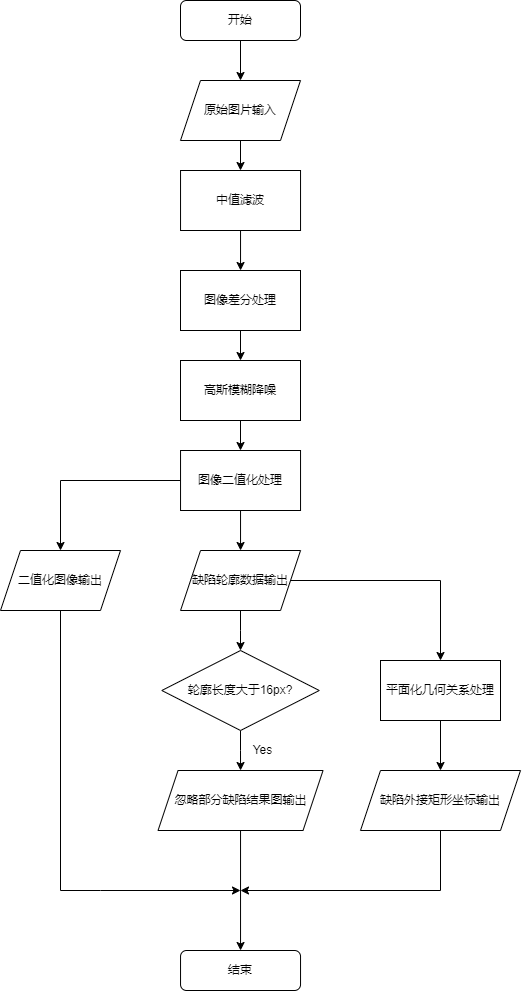 开始
原始图片输入
中值滤波
图像差分处理
高斯模糊降噪
图像二值化处理
二值化图像输出
缺陷轮廓数据输出
轮廓长度大于16px?
平面化几何关系处理
Yes
忽略部分缺陷结果图输出
缺陷外接矩形坐标输出
结束